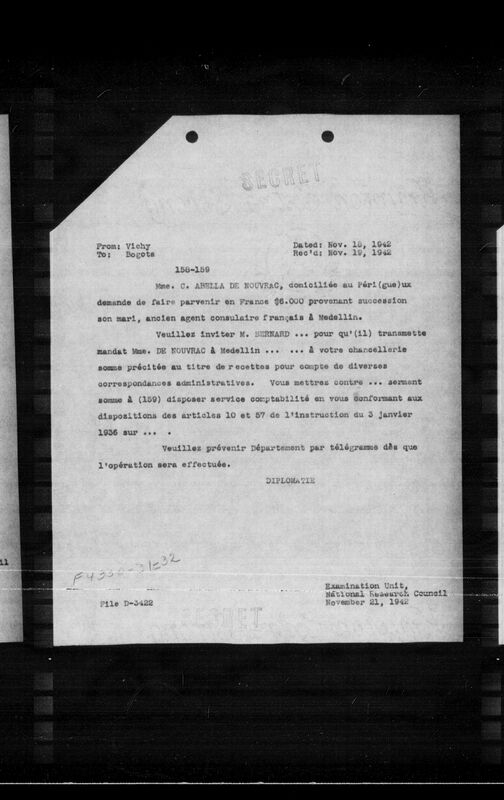 SECRET
From: Vichy
To: Bogota
Dated: Nov. 18, 1942
Rec'd: Nov. 19, 1942
158-159
Mme. C. ABELLA DE NOUVRAC, domiciliée au Péri(gue)ux
demande de faire parvenir en France $6.000 provenant succession
son mari, ancien agent consulaire français à Medellin.
Veuillez inviter M. BERNARD ... pour qu'(il) transmette
mandat Mme. DE NOUVRAC à Medellin ... ... à votre chancellerie
somme précitée au titre de recettes pour compte de diverses
correspondances administratives. Vous mettrez contre ... serment
somme à (159) disposer service comptabilité en vous conformant aux
dispositions des articles 10 et 57 de l'instruction du 3 janvier
1936 sur ... .
Veuillez prévenir Département par télégramme dès que
l'opération sera effectuée.
DIPLOMATIE
il
Examination Unit,
National Research Council
November 21, 1942
File D-3422
SECRET